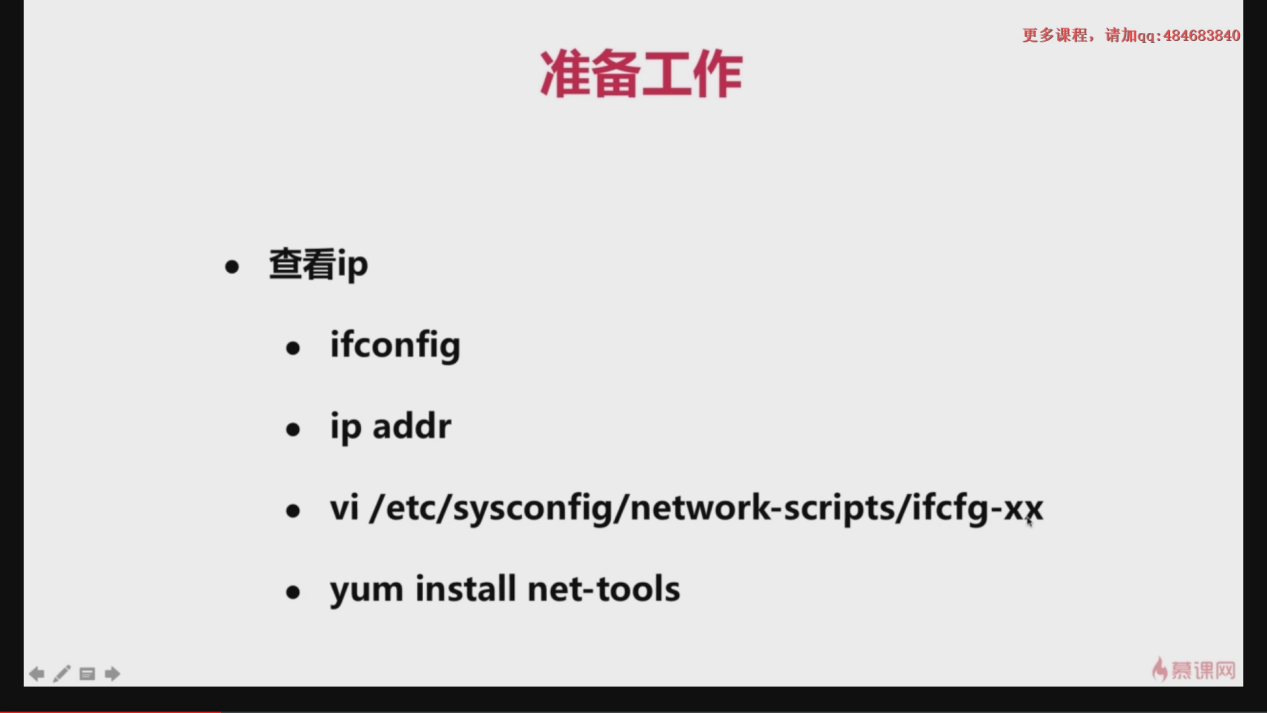 更多课程，请加qq:484683840
准备工作
查看ip
ifconfig
ip addr
vi /etc/sysconfig/network-scripts/ifcfg-xx
yum install net-tools
慕课网